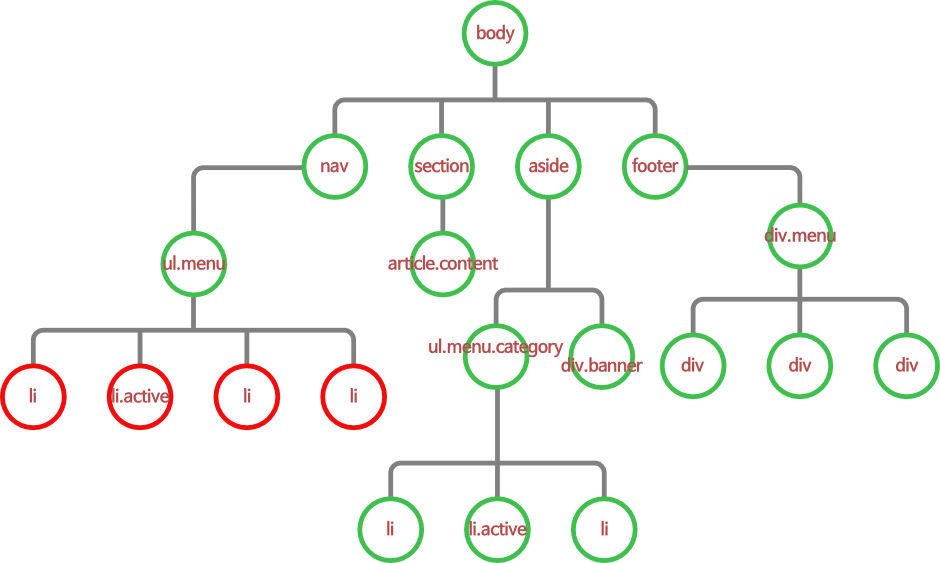 body
nav
section
aside
footer
ul.menu
article.content
div.menu
ul.menu.category
div.banner
div
div
div
li
li.active
li
li
li
li.active
li